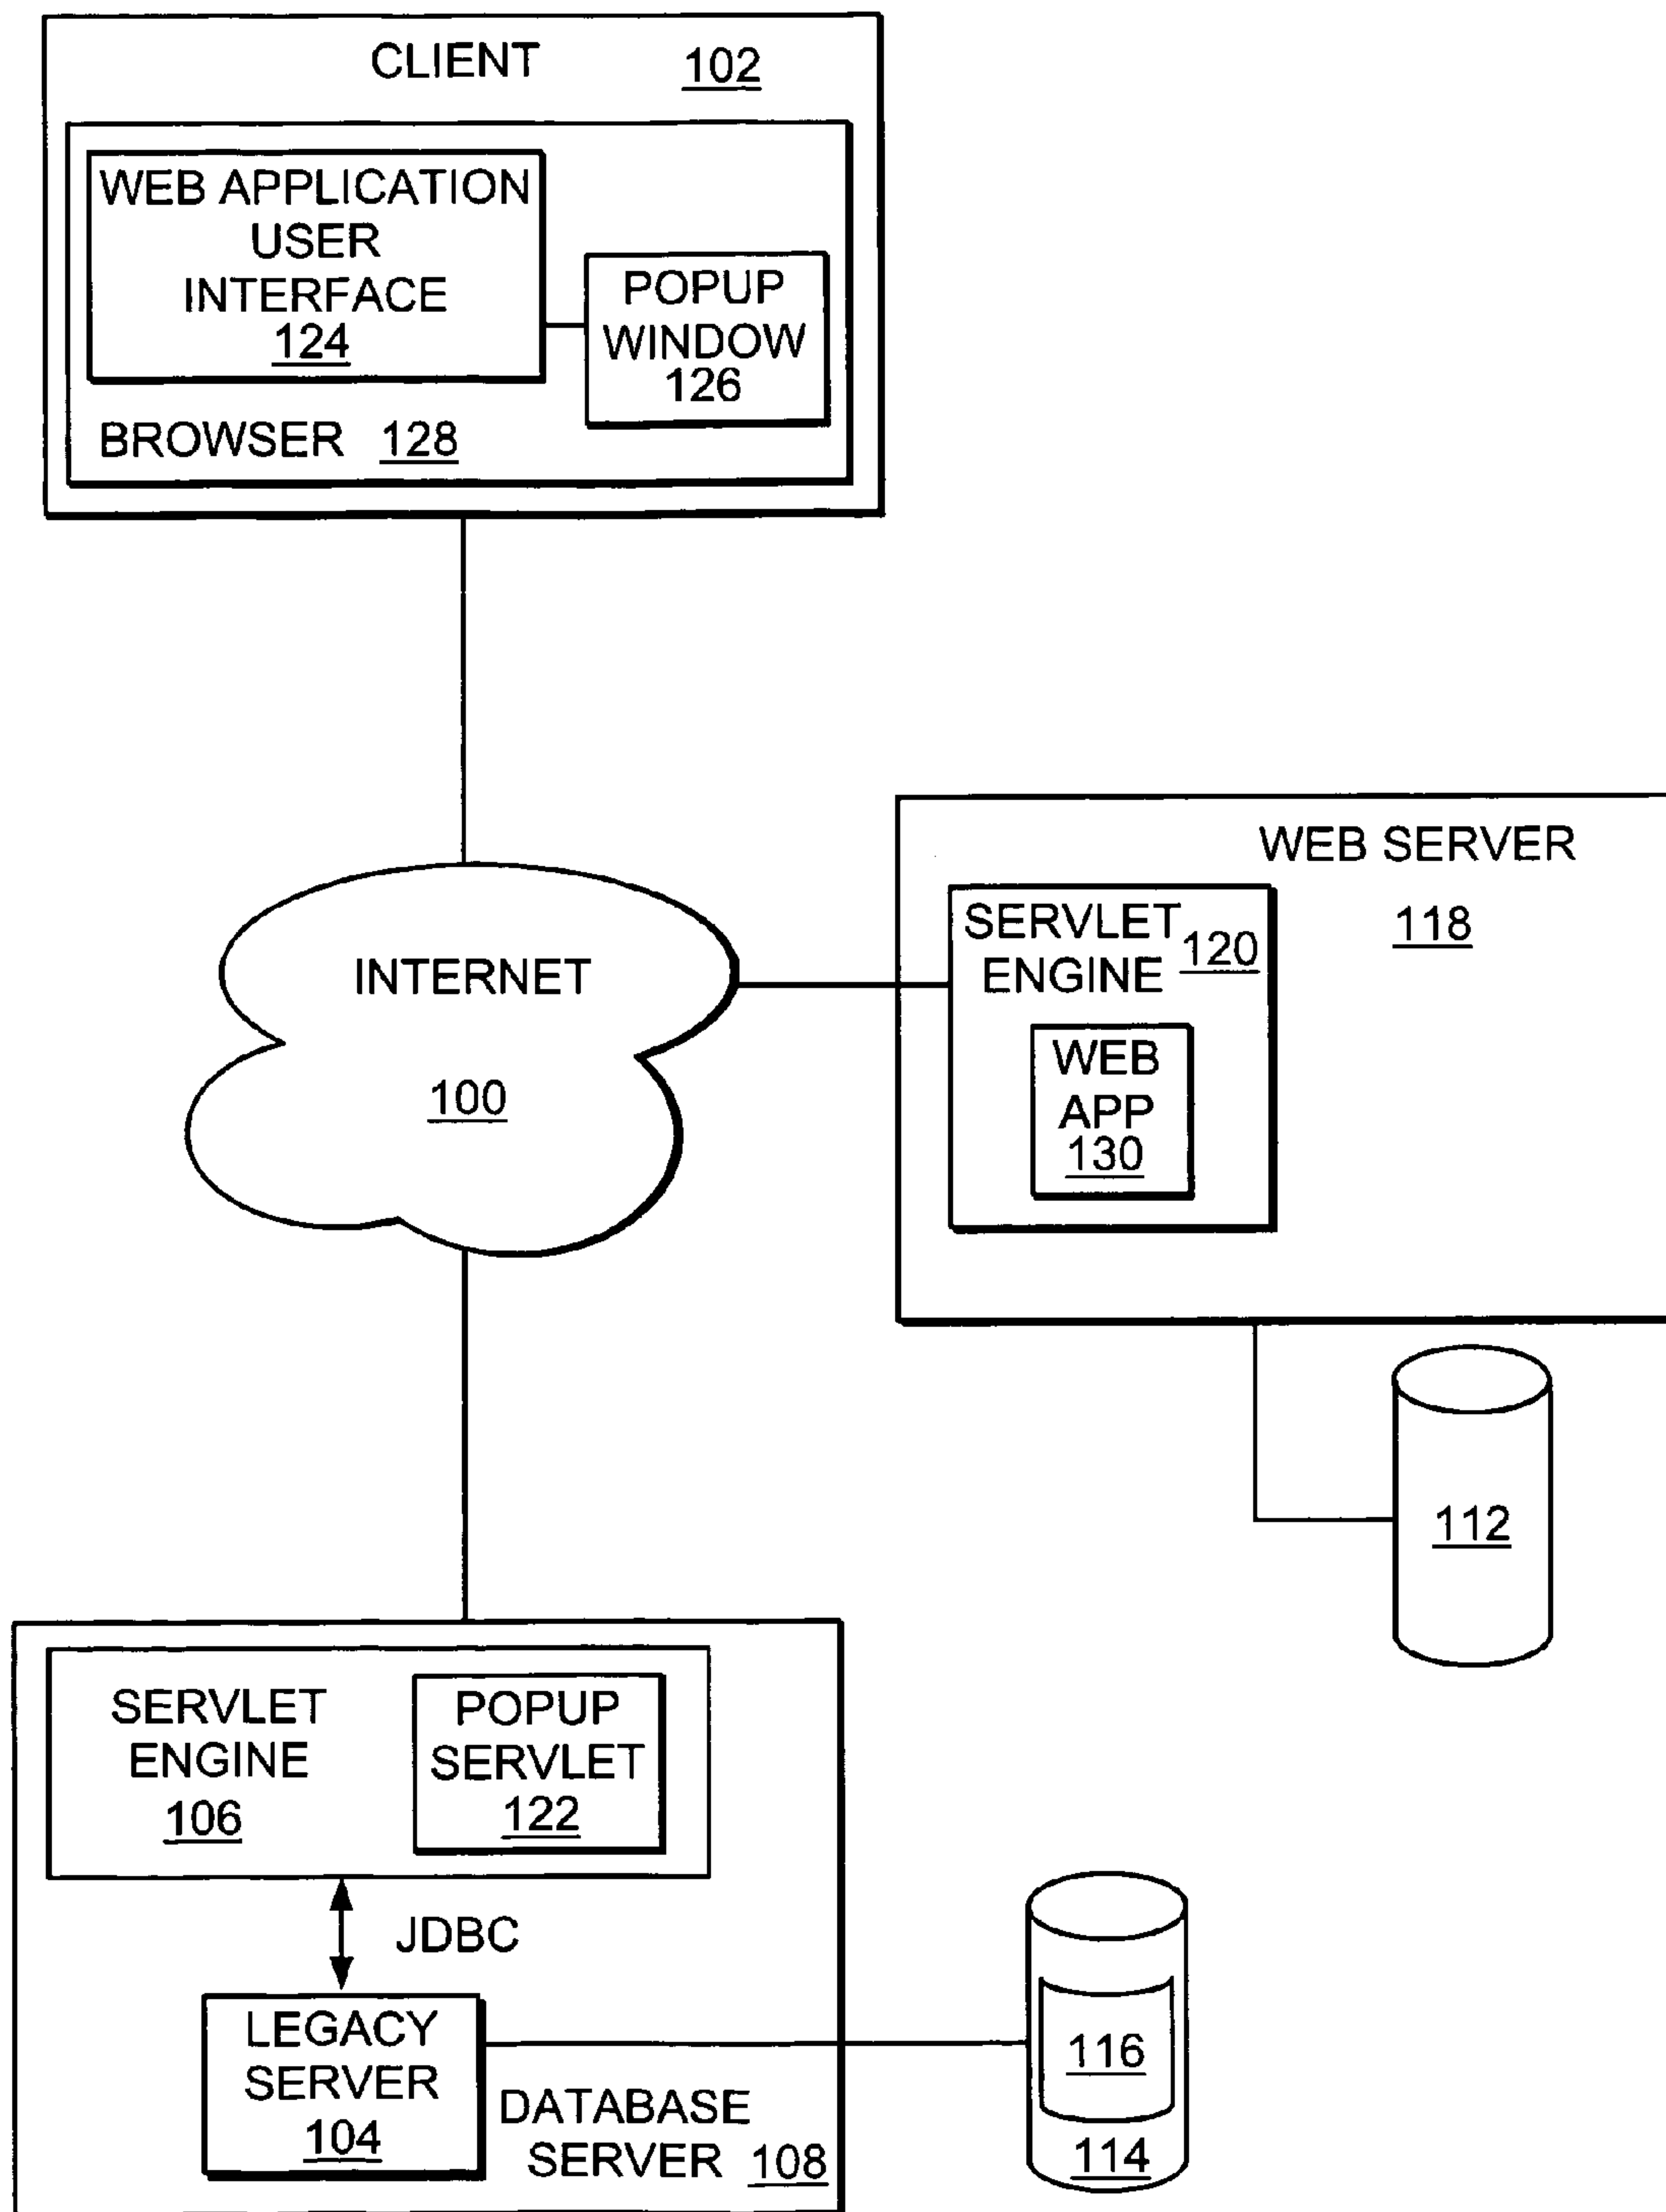 CLIENT 102
WEB APPLICATION
USER
INTERFACE
124
POPUP
WINDOW
126
BROWSER 128
INTERNET
100
WEB SERVER
118
SERVLET
ENGINE
120
WEB
APP
130
112
SERVLET
ENGINE
106
POPUP
SERVLET
122
JDBC
LEGACY
SERVER
104
DATABASE
SERVER 108
116
114